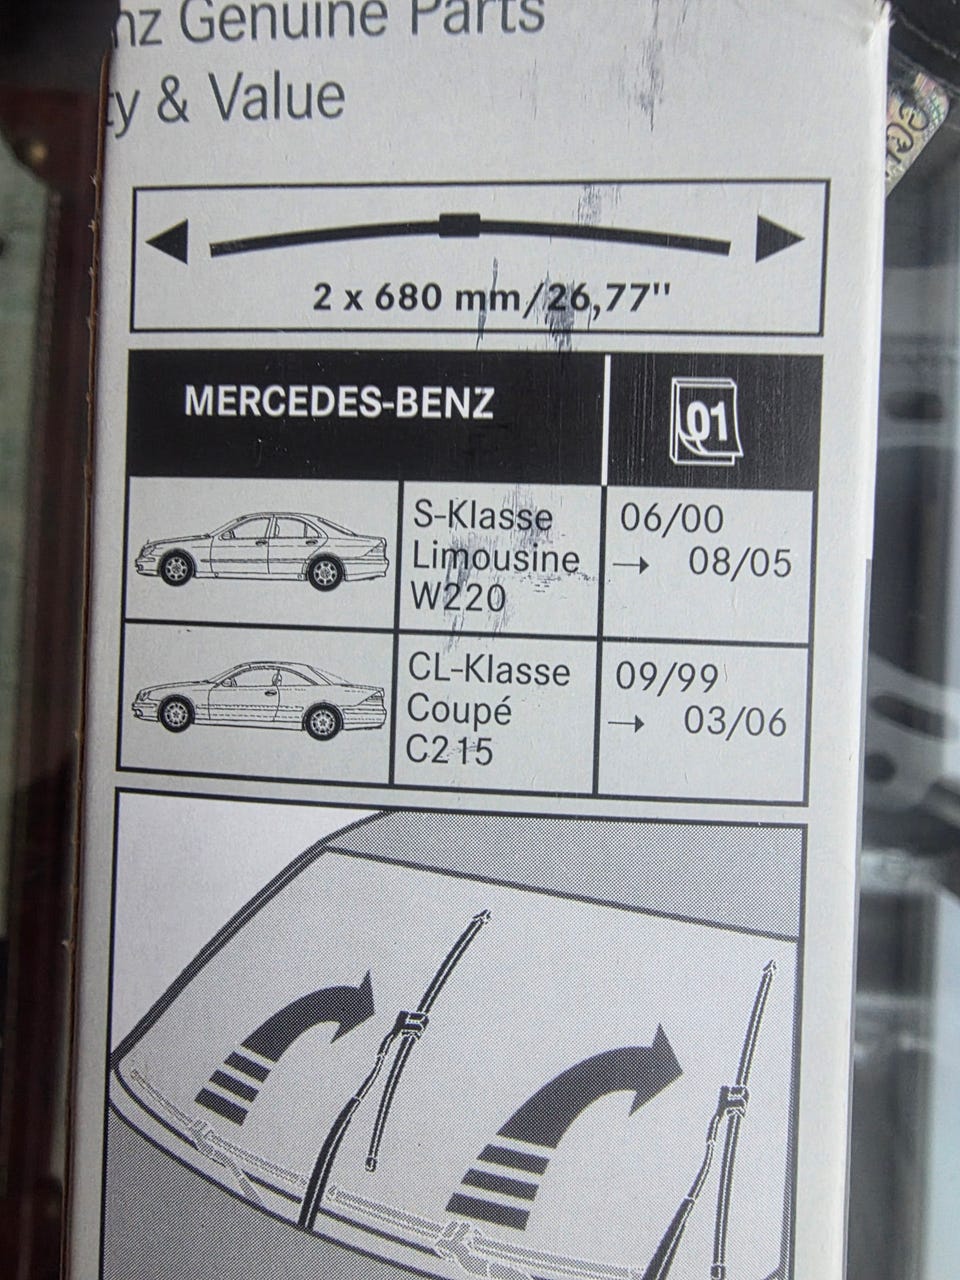 nz Genuine Parts
ty & Value
2 x 680 mm/26,77"
MERCEDES-BENZ
01
S-Klasse
Limousine
W220
06/00
→ 08/05
CL-Klasse
Coupé
C215
09/99
→ 03/06